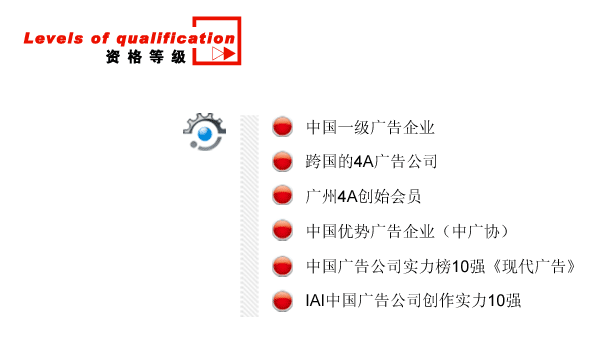 Levels of qualification
资格等级
中国一级广告企业
跨国的4A广告公司
广州4A创始会员
中国优势广告企业（中广协）
中国广告公司实力榜10强《现代广告》
IAI中国广告公司创作实力10强